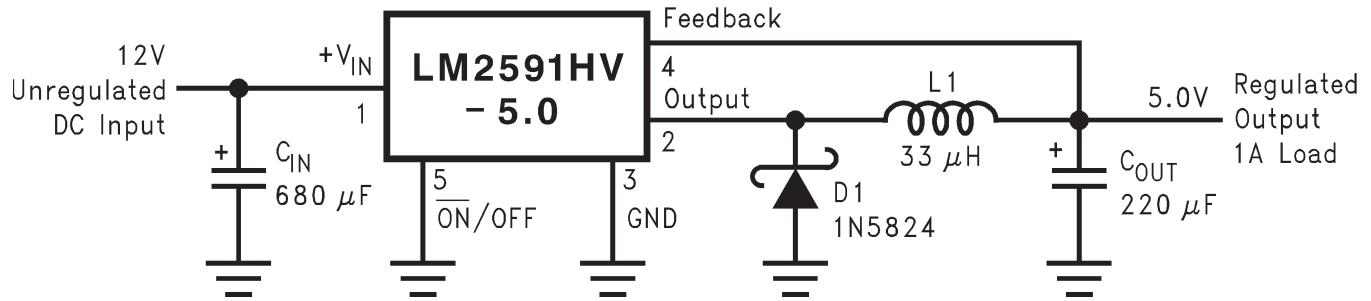 Feedback
12V
Unregulated
DC Input
+VIN
1
LM2591HV
- 5.0
4
Output
2
L1
33 μH
5.0V
Regulated
Output
1A Load
+
CIN
680 μF
5
ON/OFF
3
GND
D1
1N5824
+
COUT
220 μF